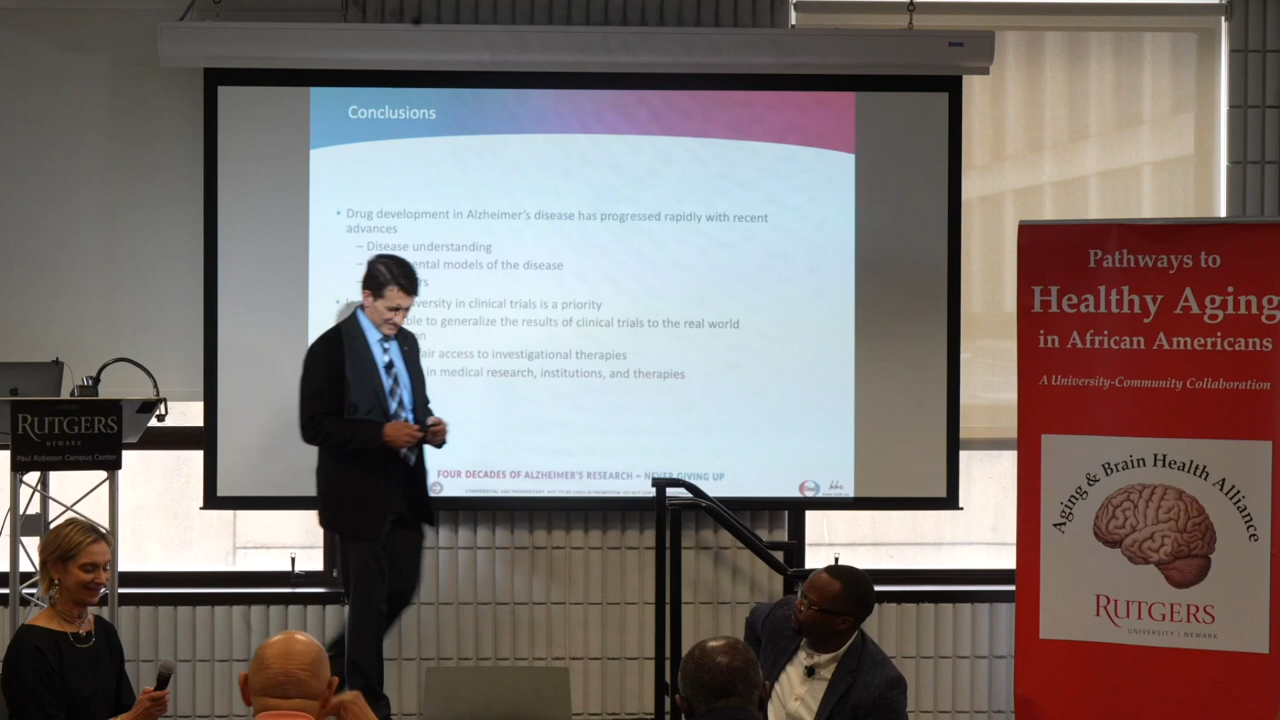 Conclusions
• Drug development in Alzheimer's disease has progressed rapidly with recent
advances
– Disease understanding
– ental models of the disease
rs
• versity in clinical trials is a priority
ble to generalize the results of clinical trials to the real world
n
air access to investigational therapies
in medical research, institutions, and therapies
FOUR DECADES OF ALZHEIMER'S RESEARCH – NEVER GIVING UP
RUTGERS
NEWARK
Paul Robeson Campus Center
Pathways to
Healthy Aging
in African Americans
A University-Community Collaboration
Aging & Brain Health Alliance
RUTGERS
UNIVERSITY | NEWARK